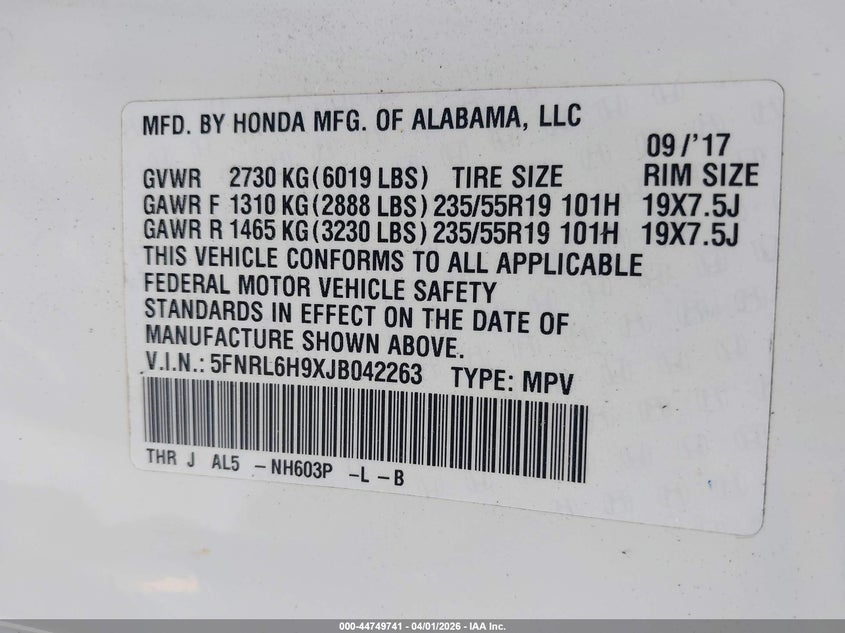 MFD. BY HONDA MFG. OF ALABAMA, LLC
09/'17
GVWR 2730 KG(6019 LBS) TIRE SIZE RIM SIZE
GAWR F 1310 KG(2888 LBS) 235/55R19 101H 19X7.5J
GAWR R 1465 KG(3230 LBS) 235/55R19 101H 19X7.5J
THIS VEHICLE CONFORMS TO ALL APPLICABLE
FEDERAL MOTOR VEHICLE SAFETY
STANDARDS IN EFFECT ON THE DATE OF
MANUFACTURE SHOWN ABOVE.
V.I.N.: 5FNRL6H9XJB042263 TYPE: MPV
THR J AL5 -NH603P -L -B
000-44749741 - 04/01/2026 - IAA Inc.